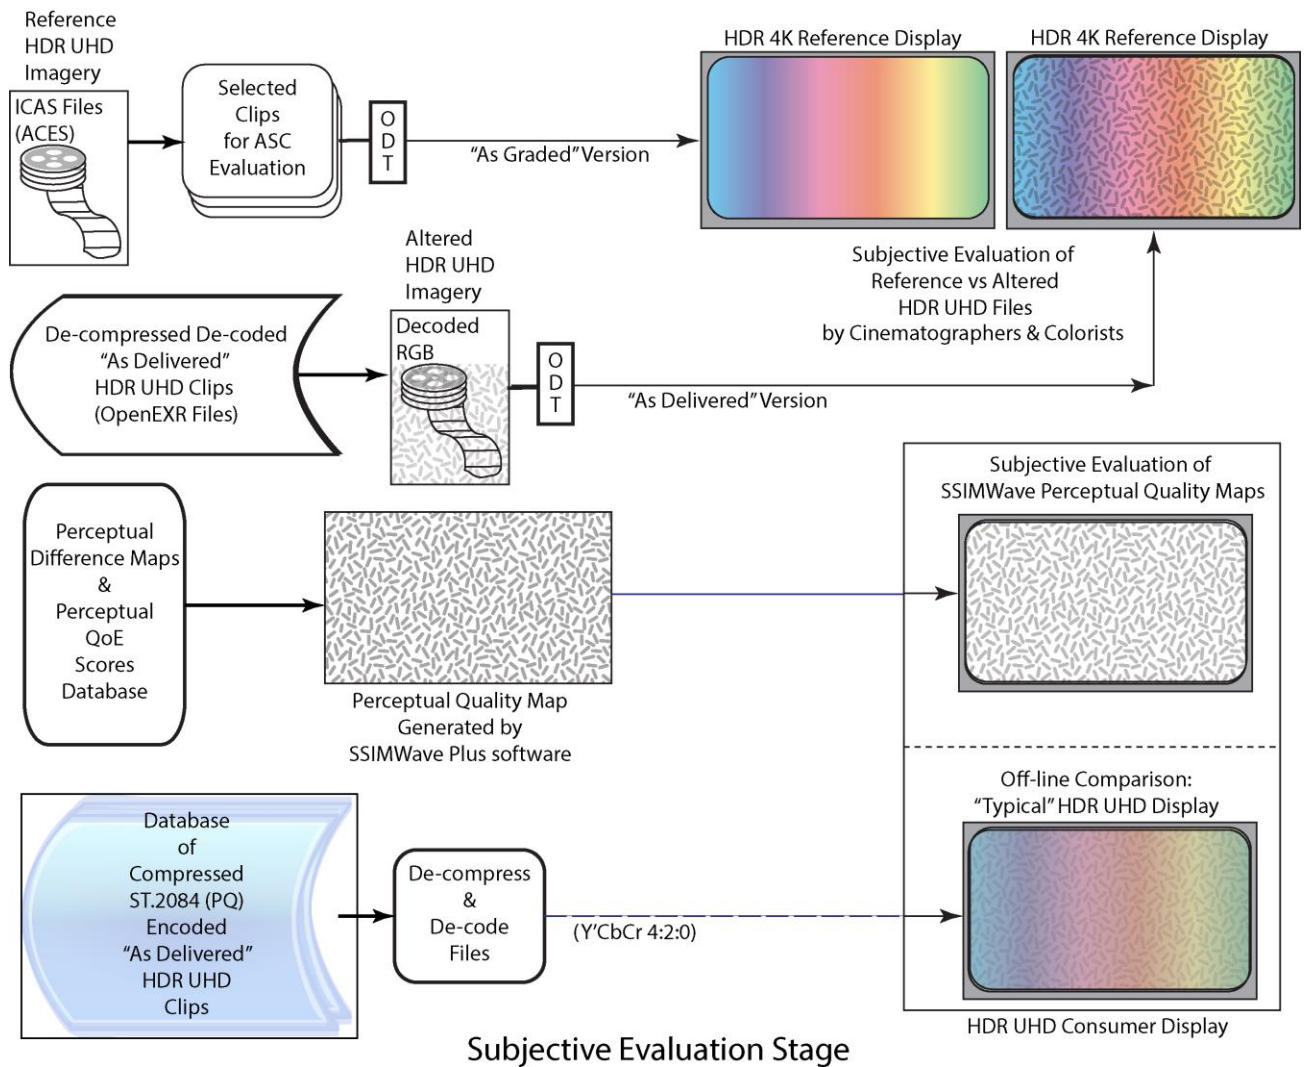 Reference
HDR UHD
Imagery
ICAS Files
(ACES)
Selected
Clips
for ASC
Evaluation
O
D
T
“As Graded” Version
HDR 4K Reference Display
HDR 4K Reference Display
Subjective Evaluation of
Reference vs Altered
HDR UHD Files
by Cinematographers & Colorists
De-compressed De-coded
“As Delivered”
HDR UHD Clips
(OpenEXR Files)
Altered
HDR UHD
Imagery
Decoded
RGB
O
D
T
“As Delivered” Version
Perceptual
Difference Maps
&
Perceptual
QoE
Scores
Database
Perceptual Quality Map
Generated by
SSIMWave Plus software
Subjective Evaluation of
SSIMWave Perceptual Quality Maps
Database
of
Compressed
ST.2084 (PQ)
Encoded
“As Delivered”
HDR UHD
Clips
De-compress
&
De-code
Files
(Y’CbCr 4:2:0)
Off-line Comparison:
“Typical” HDR UHD Display
HDR UHD Consumer Display
Subjective Evaluation Stage